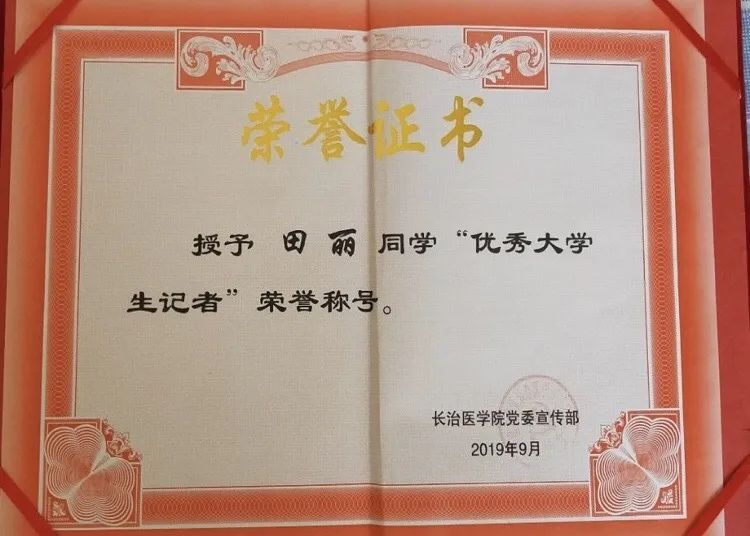 荣誉证书
授予 田 丽 同学“优秀大学
生记者”荣誉称号。
长治医学院党委宣传部
2019年9月